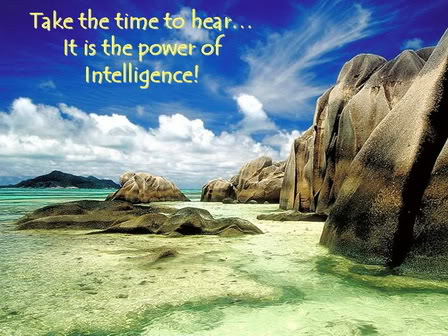 Take the time to hear...
It is the power of
Intelligence!